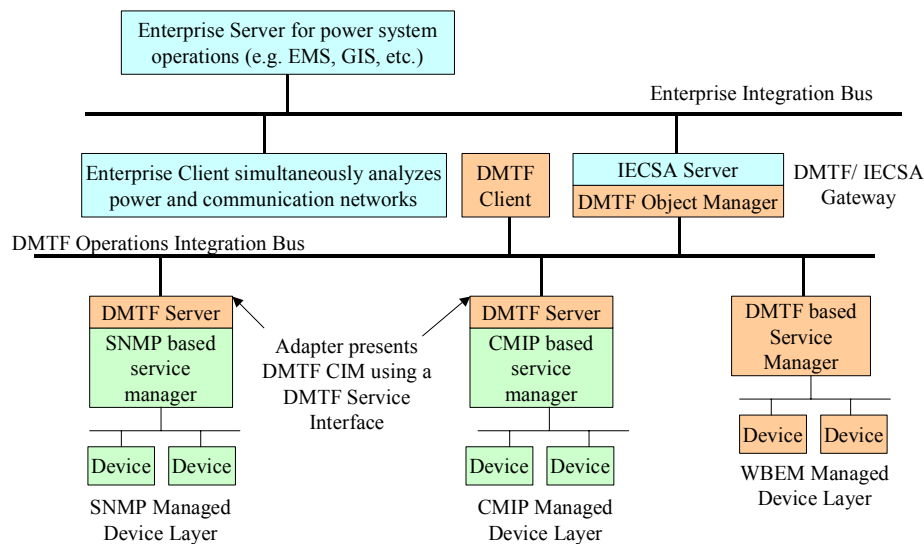 Enterprise Server for power system
operations (e.g. EMS, GIS, etc.)
Enterprise Integration Bus
Enterprise Client simultaneously analyzes
power and communication networks
DMTF
Client
IECSA Server
DMTF Object Manager
DMTF/ IECSA
Gateway
DMTF Operations Integration Bus
DMTF Server
SNMP based
service
manager
Adapter presents
DMTF CIM using a
DMTF Service
Interface
DMTF Server
CMIP based
service
manager
DMTF based
Service
Manager
Device
Device
Device
Device
Device
Device
SNMP Managed
Device Layer
CMIP Managed
Device Layer
WBEM Managed
Device Layer